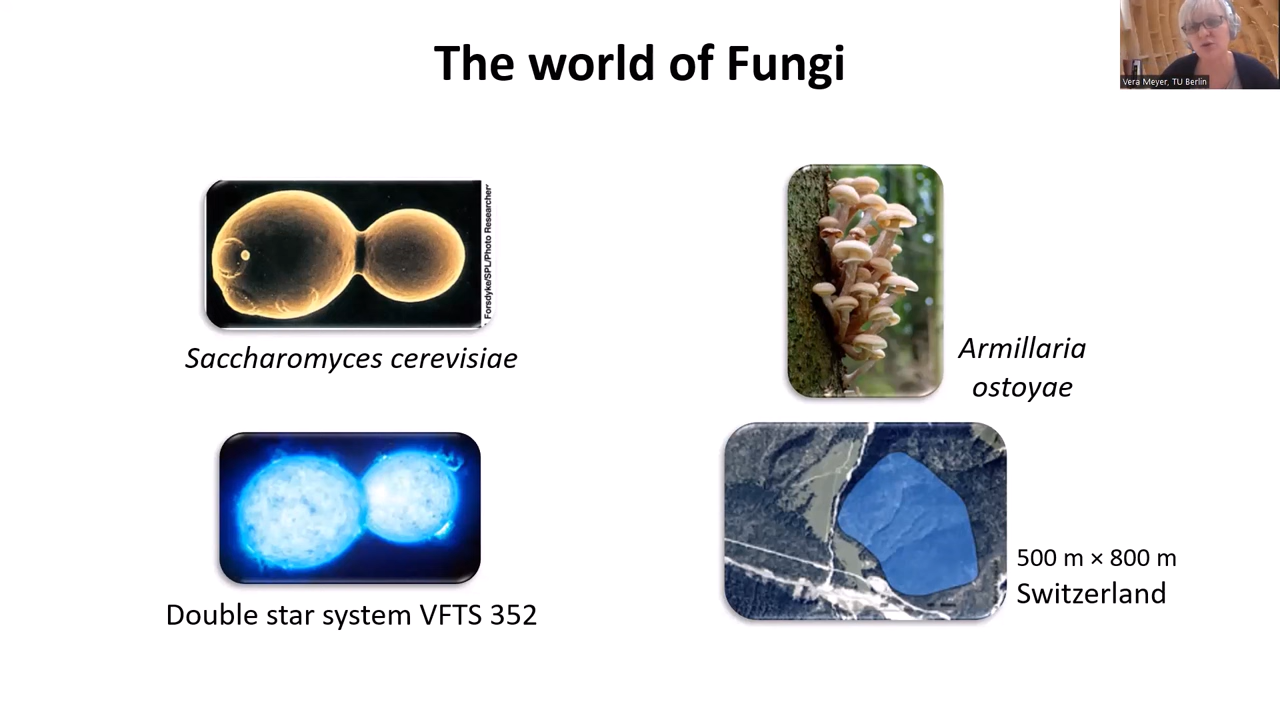 The world of Fungi
Vera Meyer, TU Berlin
Forsdyke/SPL/Photo Researcher
Saccharomyces cerevisiae
Armillaria
ostoyae
Double star system VFTS 352
500 m × 800 m
Switzerland